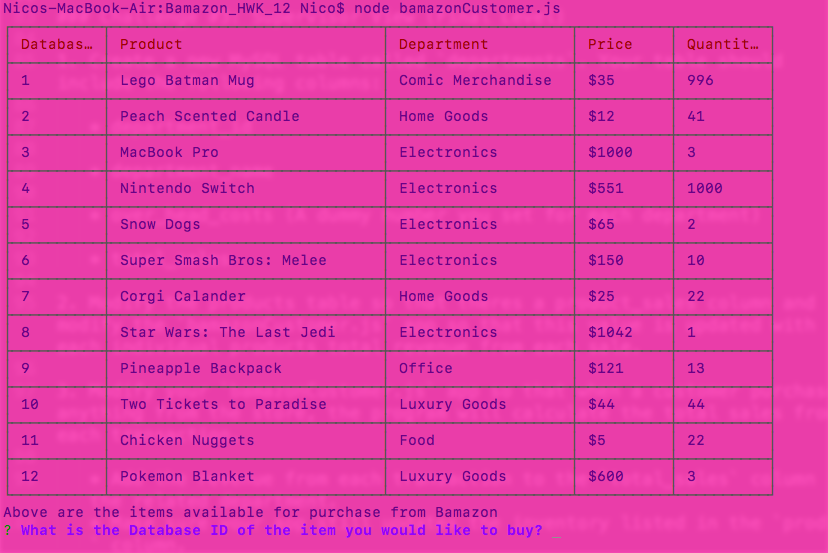 Nicos-MacBook-Air:Bamazon_HWK_12 Nico$ node bamazonCustomer.js
Databas… Product Department Price Quantit…
1 Lego Batman Mug Comic Merchandise $35 996
2 Peach Scented Candle Home Goods $12 41
3 MacBook Pro Electronics $1000 3
4 Nintendo Switch Electronics $551 1000
5 Snow Dogs Electronics $65 2
6 Super Smash Bros: Melee Electronics $150 10
7 Corgi Calander Home Goods $25 22
8 Star Wars: The Last Jedi Electronics $1042 1
9 Pineapple Backpack Office $121 13
10 Two Tickets to Paradise Luxury Goods $44 44
11 Chicken Nuggets Food $5 22
12 Pokemon Blanket Luxury Goods $600 3
Above are the items available for purchase from Bamazon
? What is the Database ID of the item you would like to buy? _